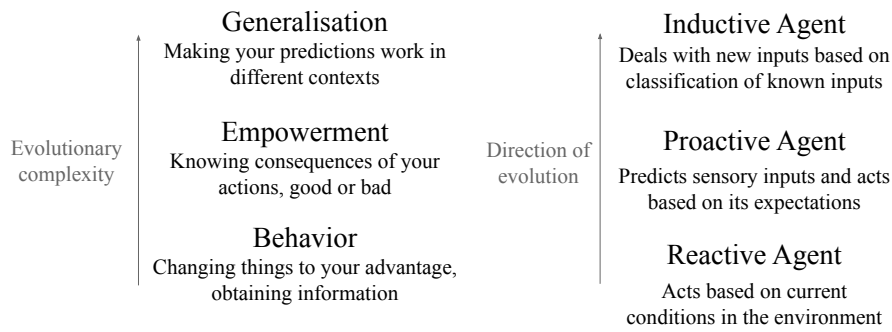 Generalisation
Making your predictions work in
different contexts
Evolutionary
complexity
Empowerment
Knowing consequences of your
actions, good or bad
Behavior
Changing things to your advantage,
obtaining information
Inductive Agent
Deals with new inputs based on
classification of known inputs
Direction of
evolution
Proactive Agent
Predicts sensory inputs and acts
based on its expectations
Reactive Agent
Acts based on current
conditions in the environment